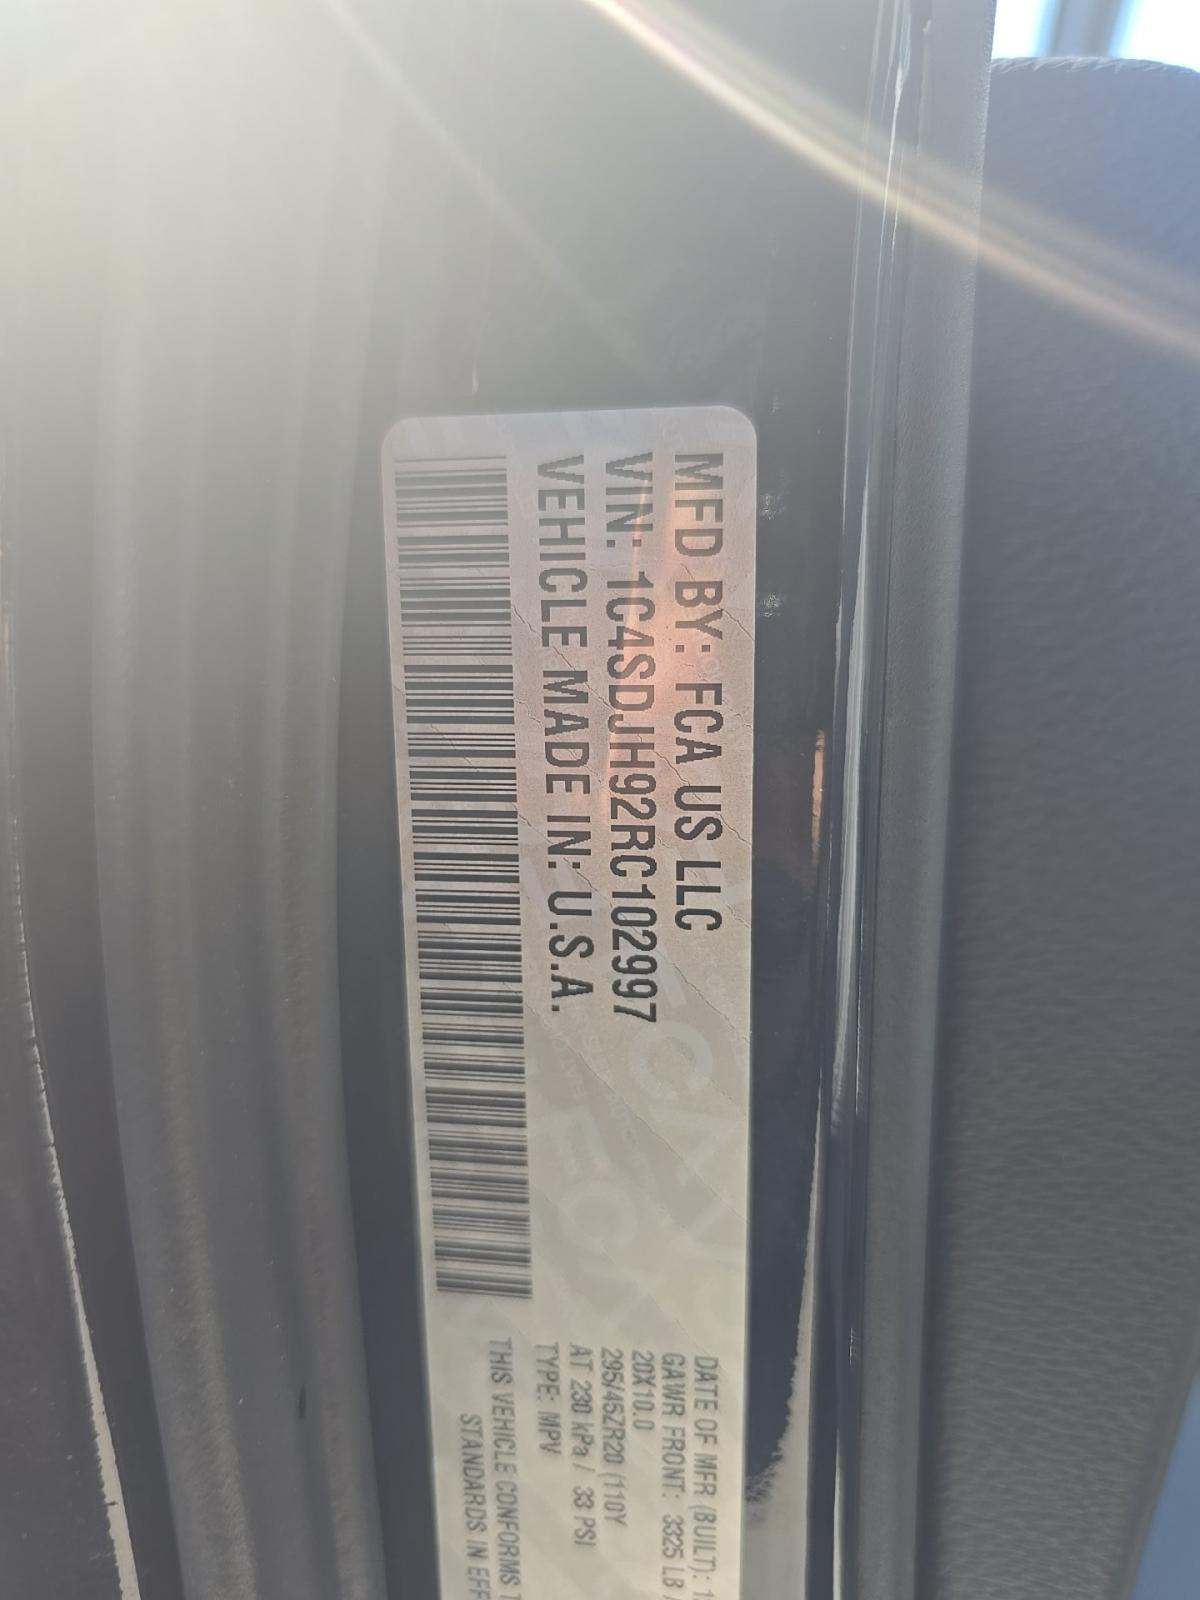 MFD BY: FCA US LLC
VIN: 1C4SDJH92RC102997
VEHICLE MADE IN: U.S.A.
DATE OF MFR (BUILT): 1
GAWR FRONT: 3325 LB
20X10.0
295/45ZR20 (110Y
AT 230 kPa / 33 PSI
TYPE: MPV
THIS VEHICLE CONFORMS T
STANDARDS IN EFF